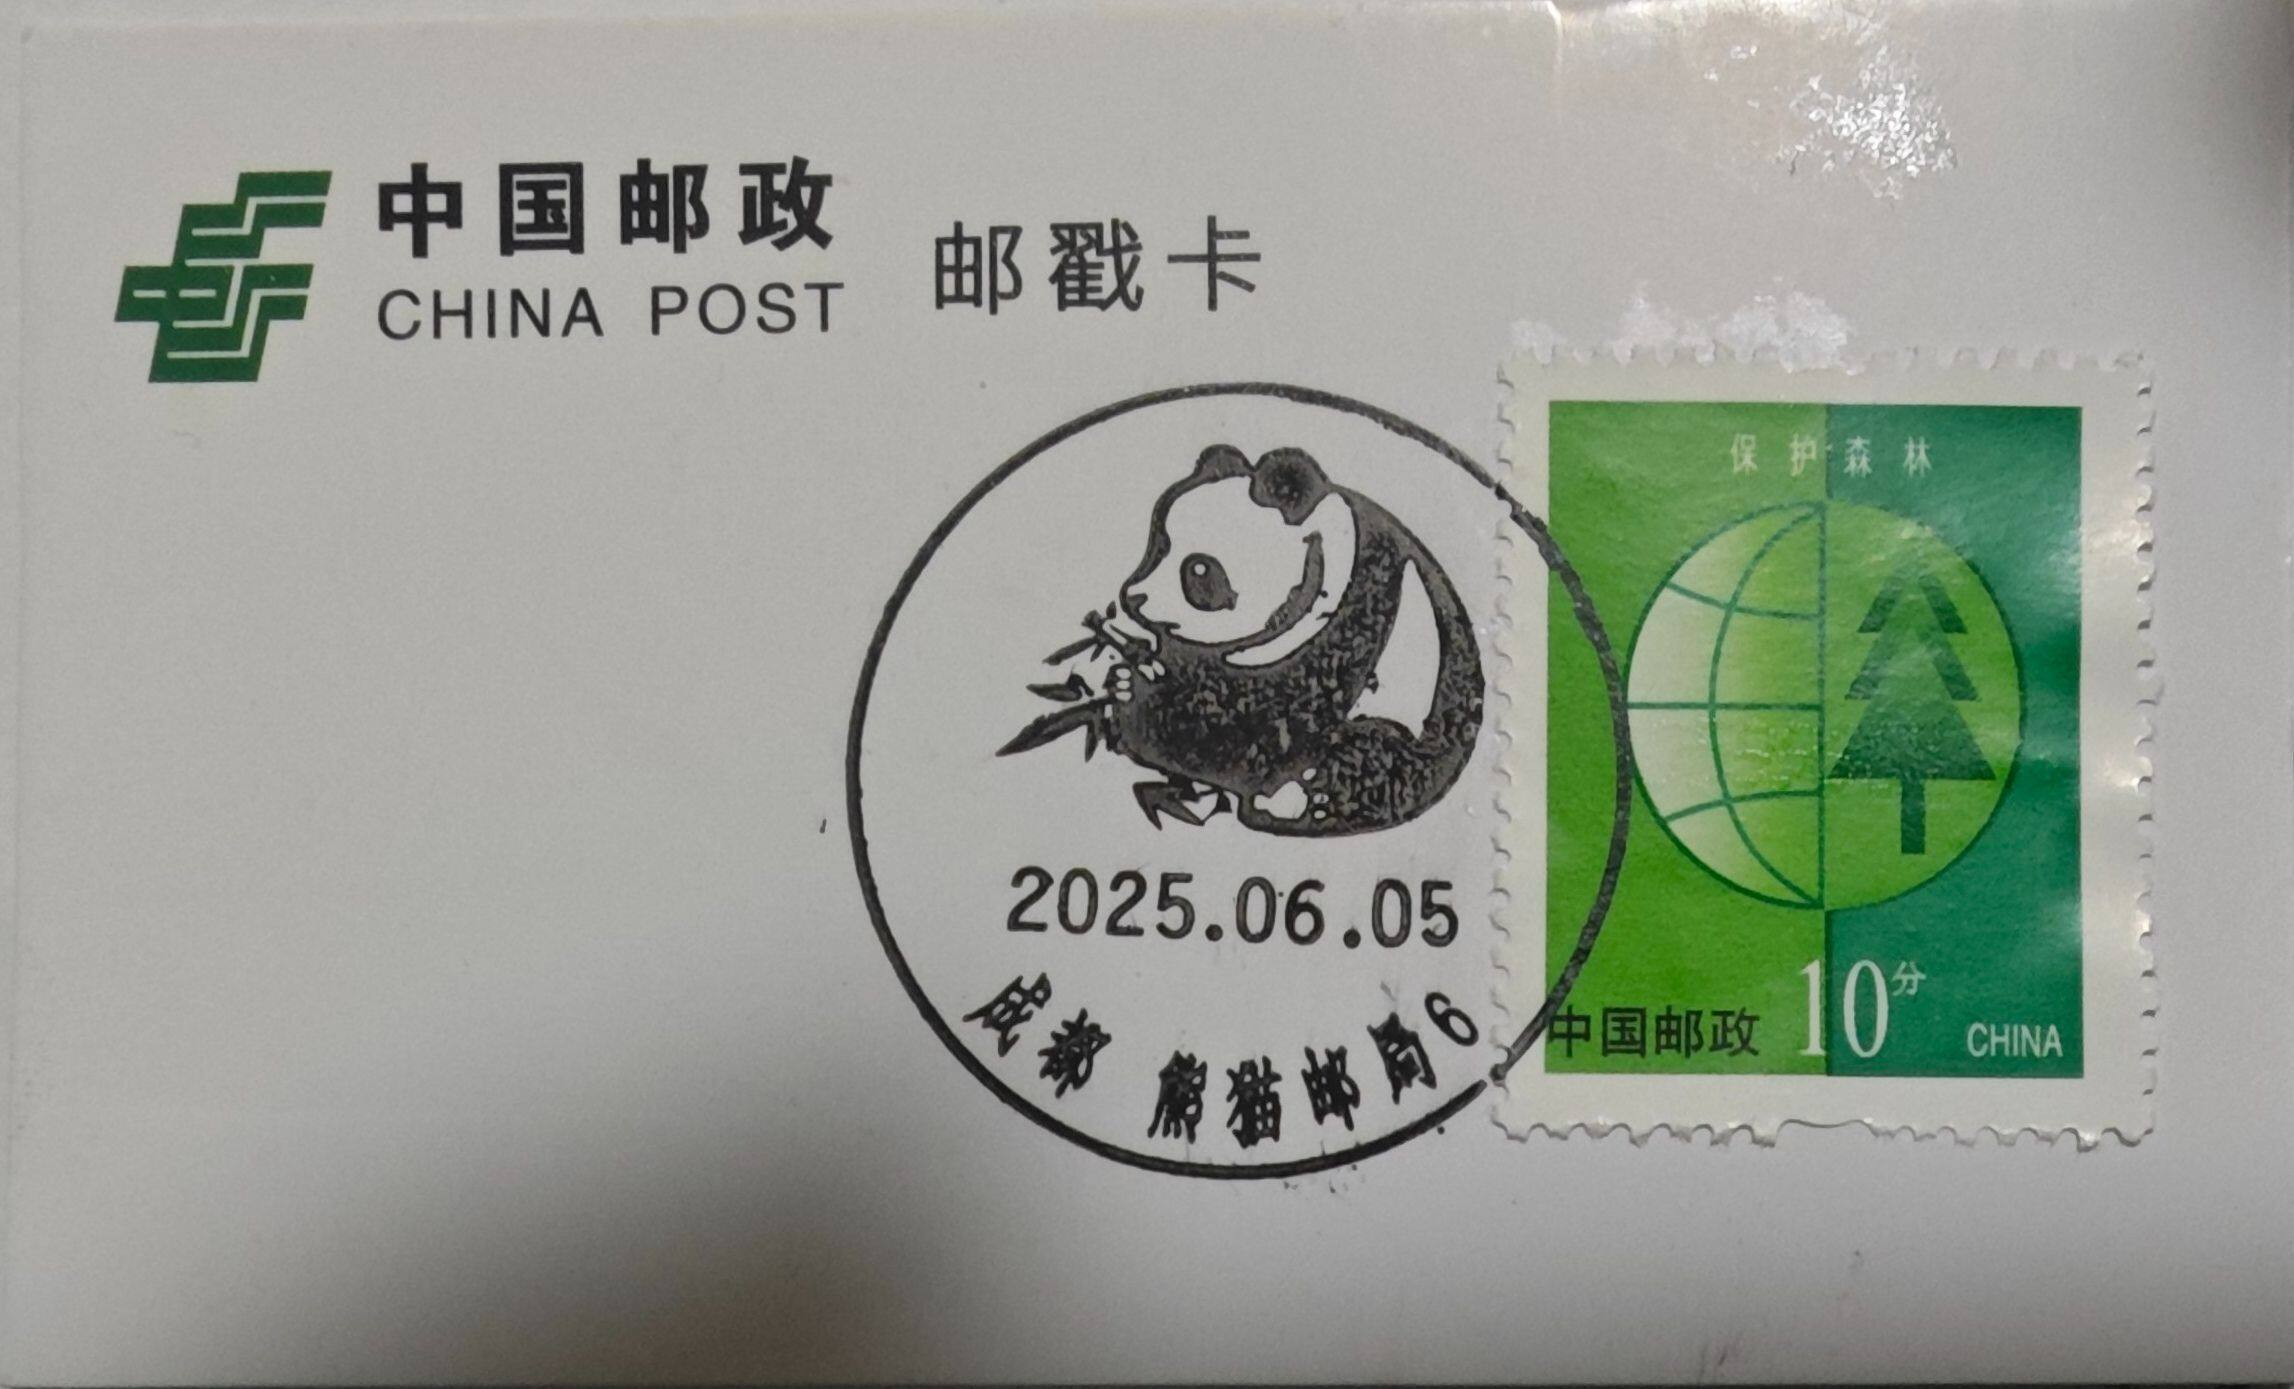 中国邮政
CHINA POST
邮戳卡
保护森林
2025.06.05
成都 熊猫邮局6
中国邮政 10分 CHINA